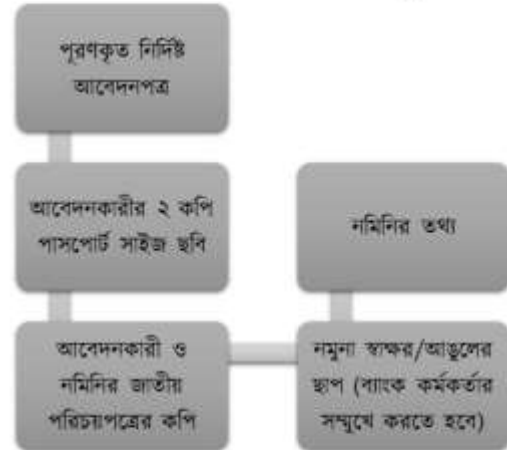 পূরণকৃত নির্দিষ্ট
আবেদনপত্র
আবেদনকারীর ২ কপি
পাসপোর্ট সাইজ ছবি
আবেদনকারী ও
নমিনির জাতীয়
পরিচয়পত্রের কপি
নমুনা স্বাক্ষর/আঙুলের
ছাপ (ব্যাংক কর্মকর্তার
সম্মুখে করতে হবে)
নমিনির তথ্য